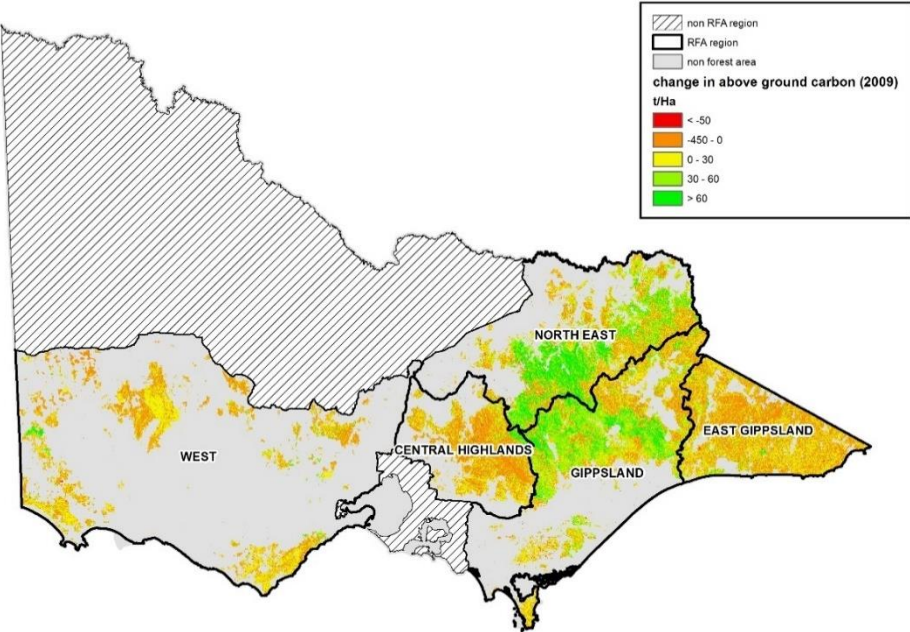 non RFA region
RFA region
non forest area
change in above ground carbon (2009)
t/Ha
< -50
-450 - 0
0 - 30
30 - 60
> 60
NORTH EAST
EAST GIPPSLAND
CENTRAL HIGHLANDS
WEST
GIPPSLAND